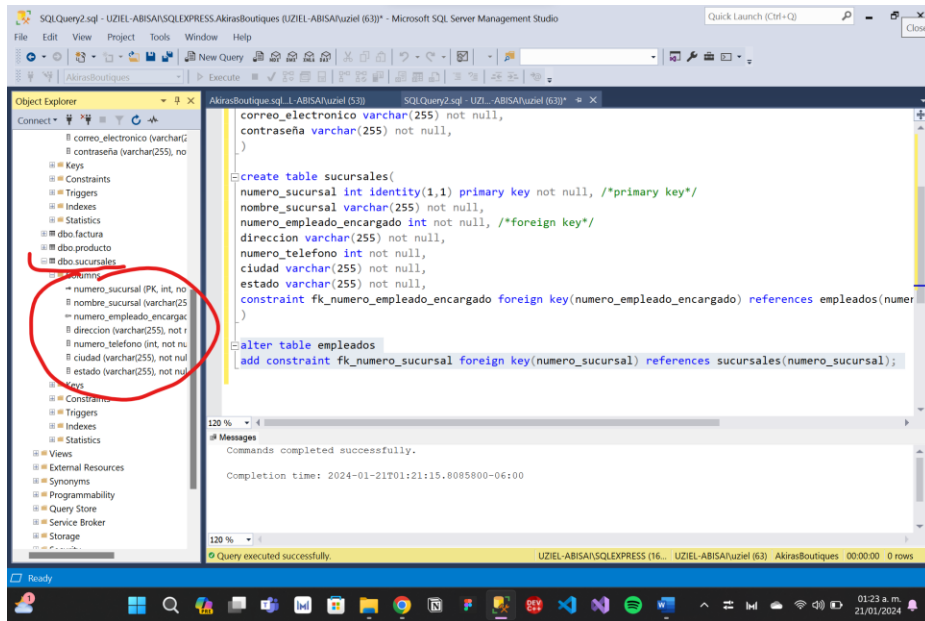 SQLQuery2.sql - UZIEL-ABISAI\SQLEXPRESS.AkirasBoutiques (UZIEL-ABISAI\uziel (63))* - Microsoft SQL Server Management Studio
Quick Launch (Ctrl+Q)
Close
File Edit View Project Tools Window Help
New Query
AkirasBoutiques
Execute
Object Explorer
AkirasBoutique.sql...L-ABISAI\uziel (53))
SQLQuery2.sql - UZI...-ABISAI\uziel (63))*
Connect
correo_electronico (varchar(2
contraseña (varchar(255), no
Keys
Constraints
Triggers
Indexes
Statistics
dbo.factura
dbo.producto
dbo.sucursales
Columns
numero_sucursal (PK, int, no
nombre_sucursal (varchar(25
numero_empleado_encargac
direccion (varchar(255), not r
numero_telefono (int, not nu
ciudad (varchar(255), not nul
estado (varchar(255), not nul
Keys
Constraints
Triggers
Indexes
Statistics
Views
External Resources
Synonyms
Programmability
Query Store
Service Broker
Storage
correo_electronico varchar(255) not null,
contraseña varchar(255) not null,
)
create table sucursales(
numero_sucursal int identity(1,1) primary key not null, /*primary key*/
nombre_sucursal varchar(255) not null,
numero_empleado_encargado int not null, /*foreign key*/
direccion varchar(255) not null,
numero_telefono int not null,
ciudad varchar(255) not null,
estado varchar(255) not null,
constraint fk_numero_empleado_encargado foreign key(numero_empleado_encargado) references empleados(numer
)
alter table empleados
add constraint fk_numero_sucursal foreign key(numero_sucursal) references sucursales(numero_sucursal);
120 %
Messages
Commands completed successfully.
Completion time: 2024-01-21T01:21:15.8085800-06:00
120 %
Query executed successfully.
UZIEL-ABISAI\SQLEXPRESS (16... UZIEL-ABISAI\uziel (63) AkirasBoutiques 00:00:00 0 rows
Ready
01:23 a. m.
21/01/2024